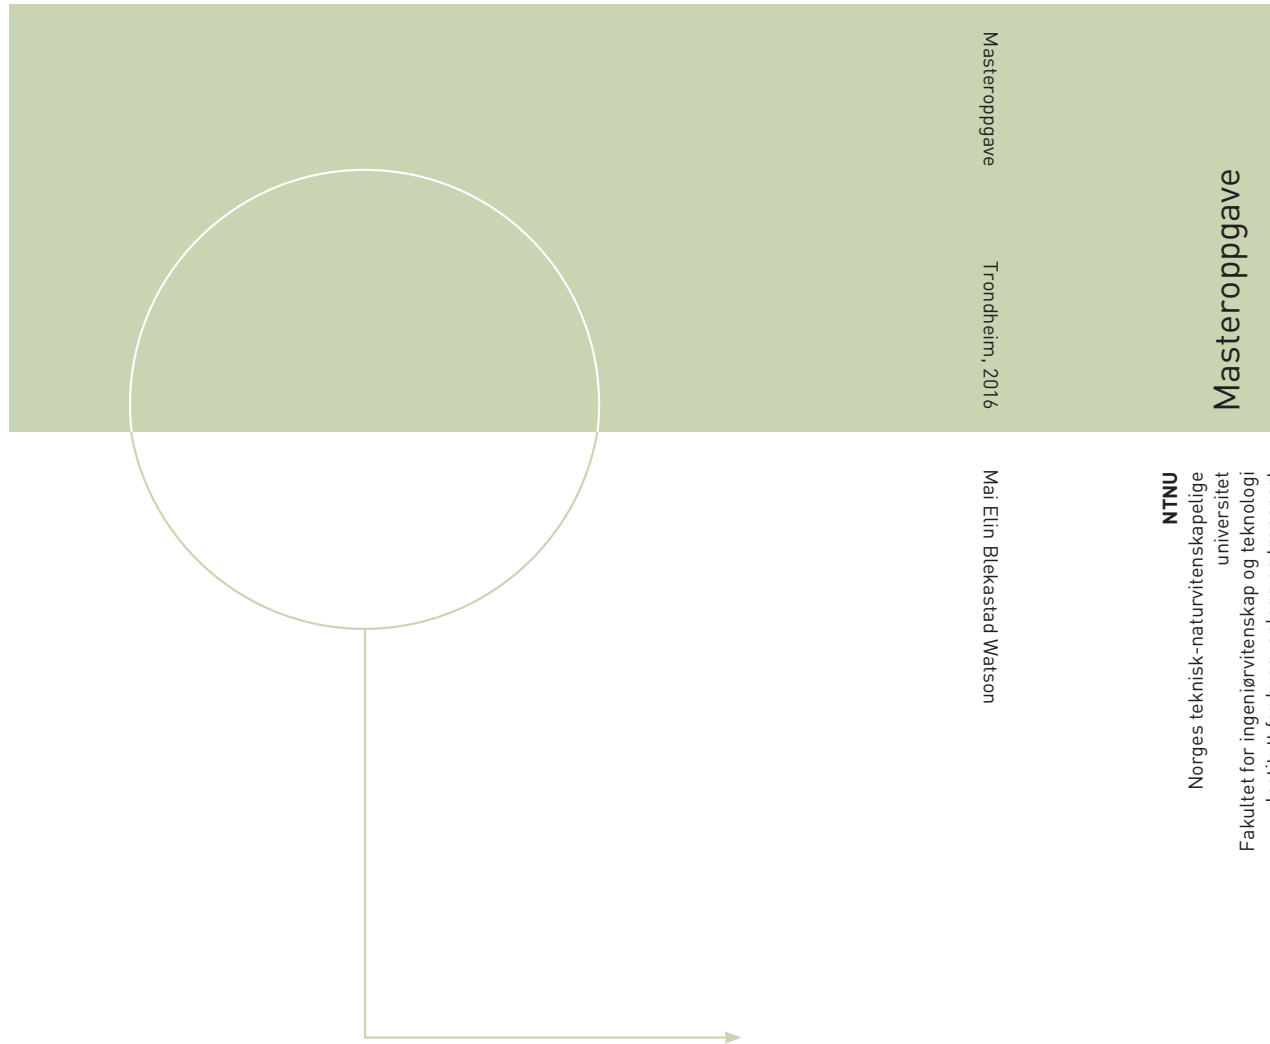 Masteroppgave
Trondheim, 2016
Mai Elin Blekastad Watson
Masteroppgave
NTNU
Norges teknisk-naturvitenskapelige
universitet
Fakultet for ingeniørvitenskap og teknologi